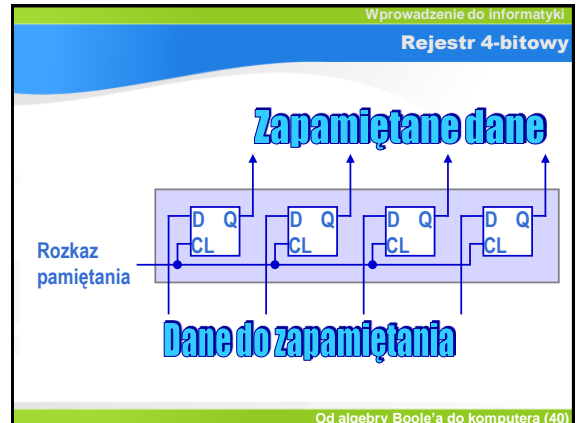 Wprowadzenie do informatyki
Rejestr 4-bitowy
Zapamiętane dane
D Q D Q D Q D Q
CL CL CL CL
Rozkaz
pamiętania
Dane do zapamiętania
Od algebry Boole'a do komputera (40)